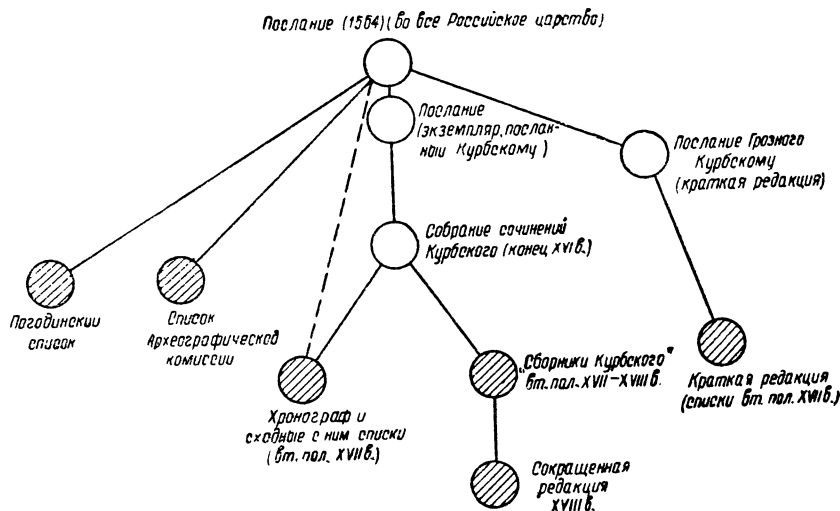 Послание (1564) (во все Российское царство)
Послание
(экземпляр, послан-
ный Курбскому)
Послание Грозного
Курбскому
(краткая редакция)
Собрание сочинений
Курбского (конец XVI в.)
Погодинский
список
Список
Археографической
комиссии
Хронограф и
сходные с ним списки
(вт. пол. XVII в.)
"Сборники Курбского"
вт. пол. XVII–XVIII в.
Краткая редакция
(списки вт. пол. XVII в.)
Сокращенная
редакция
XVIII в.